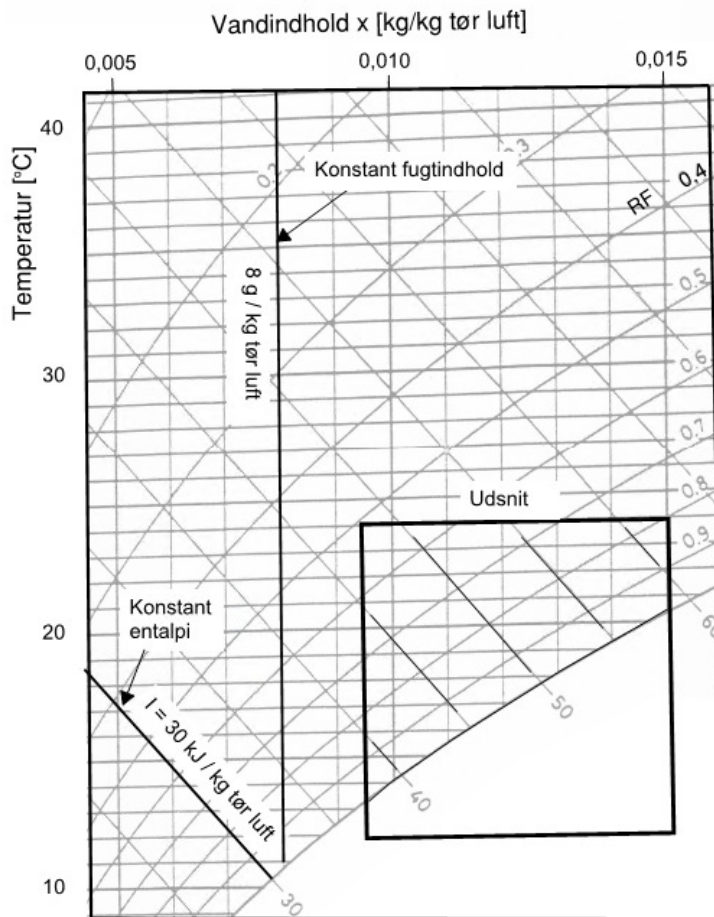 Vandindhold x [kg/kg tør luft]
0,005
0,010
0,015
Temperatur [°C]
40
30
20
10
0.2
0.3
RF 0.4
0.5
0.6
0.7
0.8
0.9
Konstant fugtindhold
8 g / kg tør luft
Udsnit
Konstant
entalpi
I = 30 kJ / kg tør luft
30
40
50
60